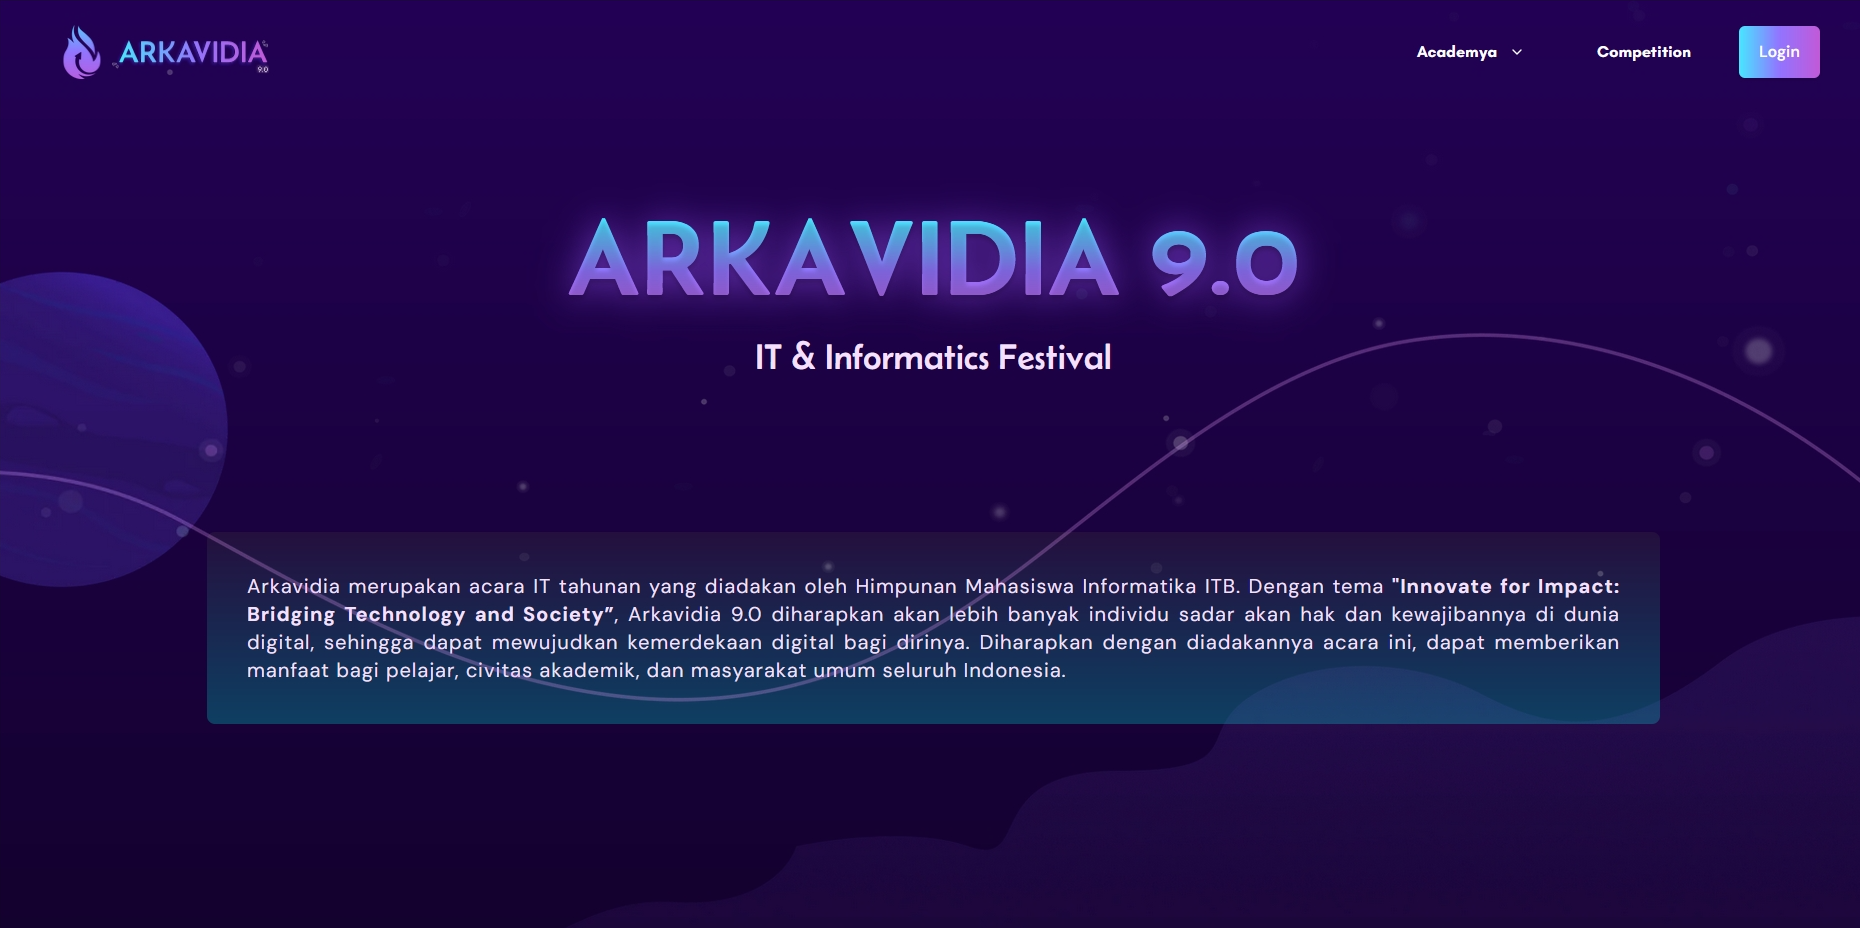 ARKAVIDIA
9.0
Academya
Competition
Login
ARKAVIDIA 9.0
IT & Informatics Festival
Arkavidia merupakan acara IT tahunan yang diadakan oleh Himpunan Mahasiswa Informatika ITB. Dengan tema "Innovate for Impact:
Bridging Technology and Society”, Arkavidia 9.0 diharapkan akan lebih banyak individu sadar akan hak dan kewajibannya di dunia
digital, sehingga dapat mewujudkan kemerdekaan digital bagi dirinya. Diharapkan dengan diadakannya acara ini, dapat memberikan
manfaat bagi pelajar, civitas akademik, dan masyarakat umum seluruh Indonesia.